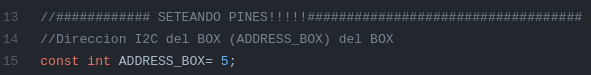 13 //############ SETEANDO PINES!!!!!###################################
14 //Direccion I2C del BOX (ADDRESS_BOX) del BOX
15 const int ADDRESS_BOX= 5;